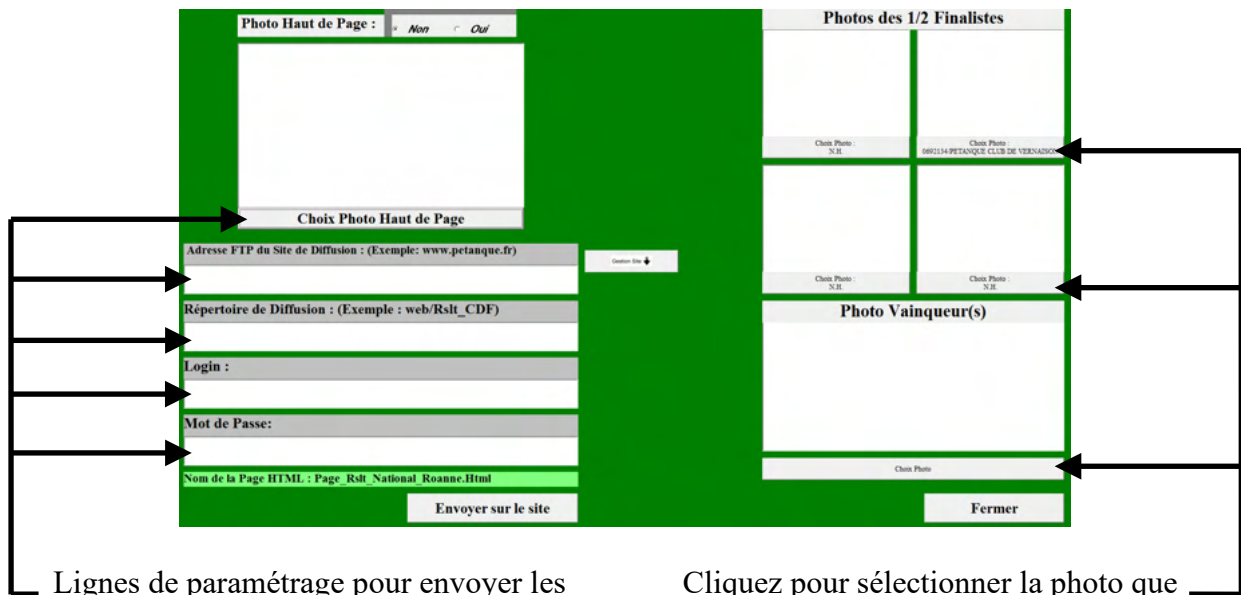 Photo Haut de Page :
Non Oui
Choix Photo Haut de Page
Adresse FTP du Site de Diffusion : (Exemple: www.petanque.fr)
Gestion Site
Répertoire de Diffusion : (Exemple : web/Rslt_CDF)
Login :
Mot de Passe:
Nom de la Page HTML : Page_Rslt_National_Roanne.Html
Envoyer sur le site
Photos des 1/2 Finalistes
Choix Photo :
N.H.
Choix Photo :
0692134/PETANQUE CLUB DE VERNAISON
Choix Photo :
N.H.
Choix Photo :
N.H.
Photo Vainqueur(s)
Choix Photo
Fermer
Lignes de paramétrage pour envoyer les
Cliquez pour sélectionner la photo que